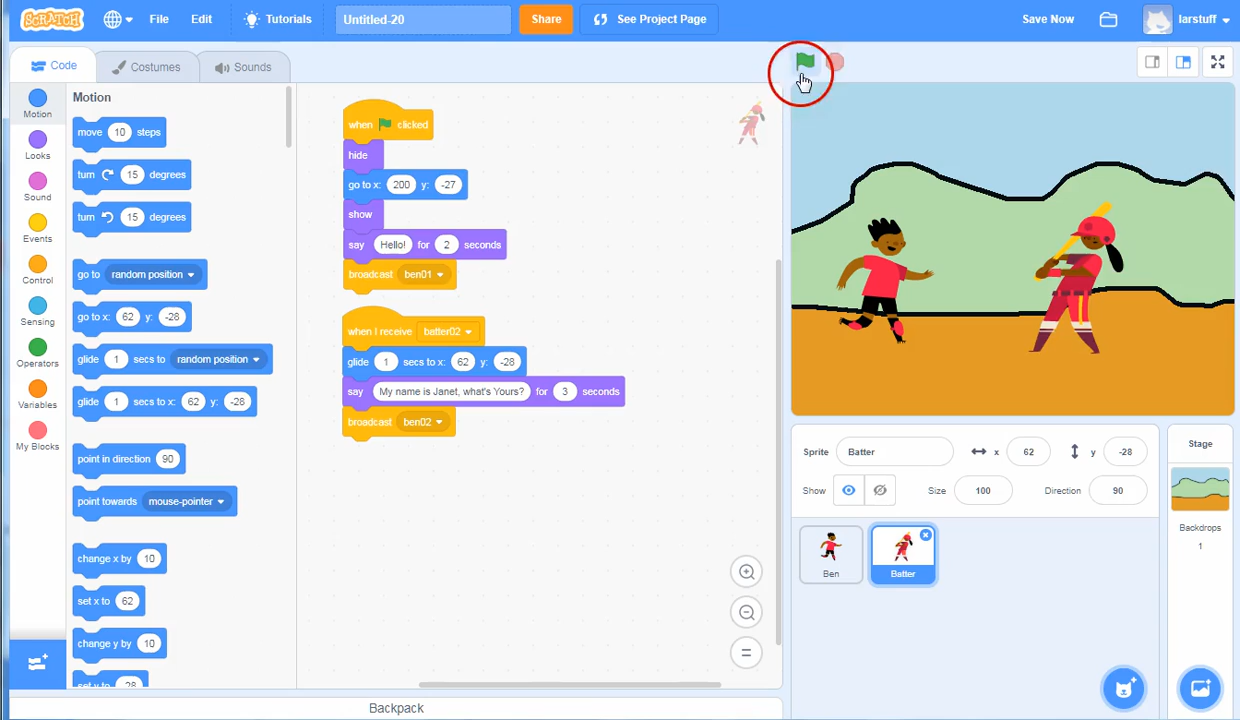 SCRATCH
File
Edit
Tutorials
Untitled-20
Share
See Project Page
Save Now
larstuff
Code
Costumes
Sounds
Motion
Looks
Sound
Events
Control
Sensing
Operators
Variables
My Blocks
Motion
move 10 steps
turn 15 degrees
turn 15 degrees
go to random position
go to x: 62 y: -28
glide 1 secs to random position
glide 1 secs to x: 62 y: -28
point in direction 90
point towards mouse-pointer
change x by 10
set x to 62
change y by 10
set y to -28
when clicked
hide
go to x: 200 y: -27
show
say Hello! for 2 seconds
broadcast ben01
when I receive batter02
glide 1 secs to x: 62 y: -28
say My name is Janet, what's Yours? for 3 seconds
broadcast ben02
Sprite Batter x 62 y -28
Show Size 100 Direction 90
Ben
Batter
Stage
Backdrops
1
Backpack